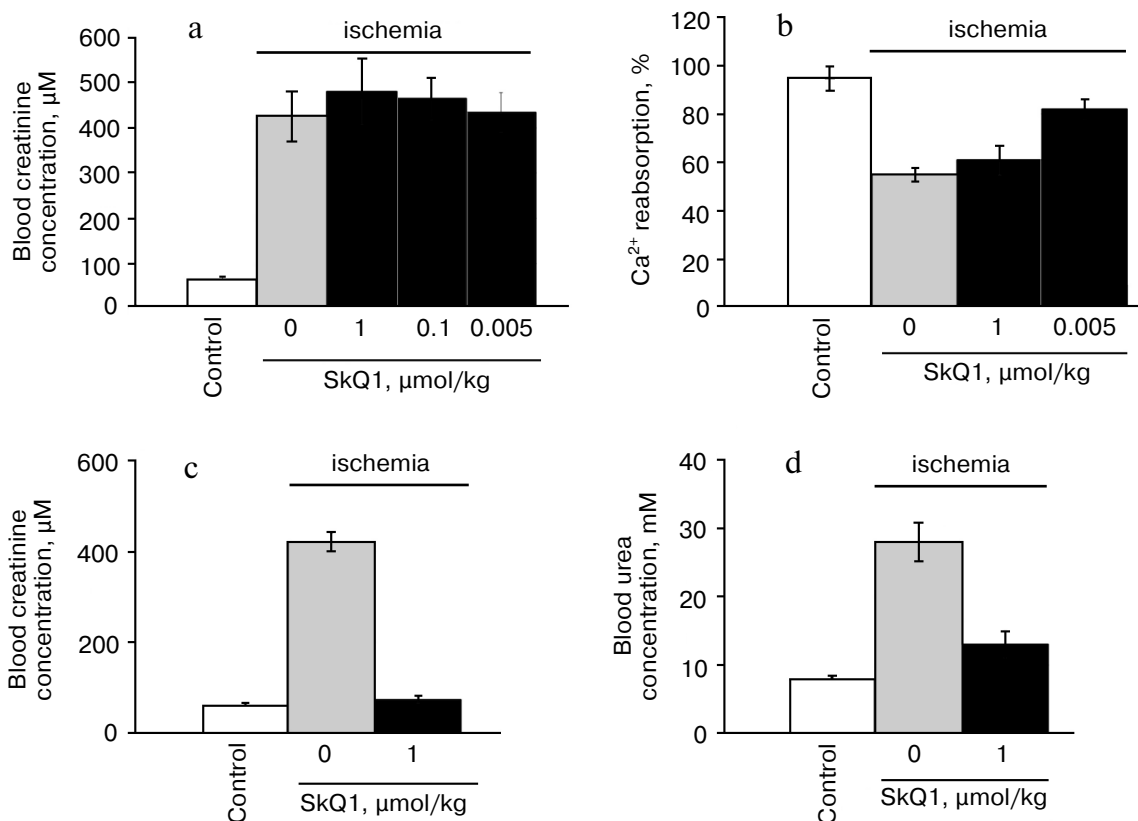 a
ischemia
Blood creatinine
concentration, µM
600
500
400
300
200
100
0
Control
0 1 0.1 0.005
SkQ1, µmol/kg
b
ischemia
Ca²⁺ reabsorption, %
120
100
80
60
40
20
0
Control
0 1 0.005
SkQ1, µmol/kg
c
ischemia
Blood creatinine
concentration, µM
600
400
200
0
Control
0 1
SkQ1, µmol/kg
d
ischemia
Blood urea
concentration, mM
40
30
20
10
0
Control
0 1
SkQ1, µmol/kg